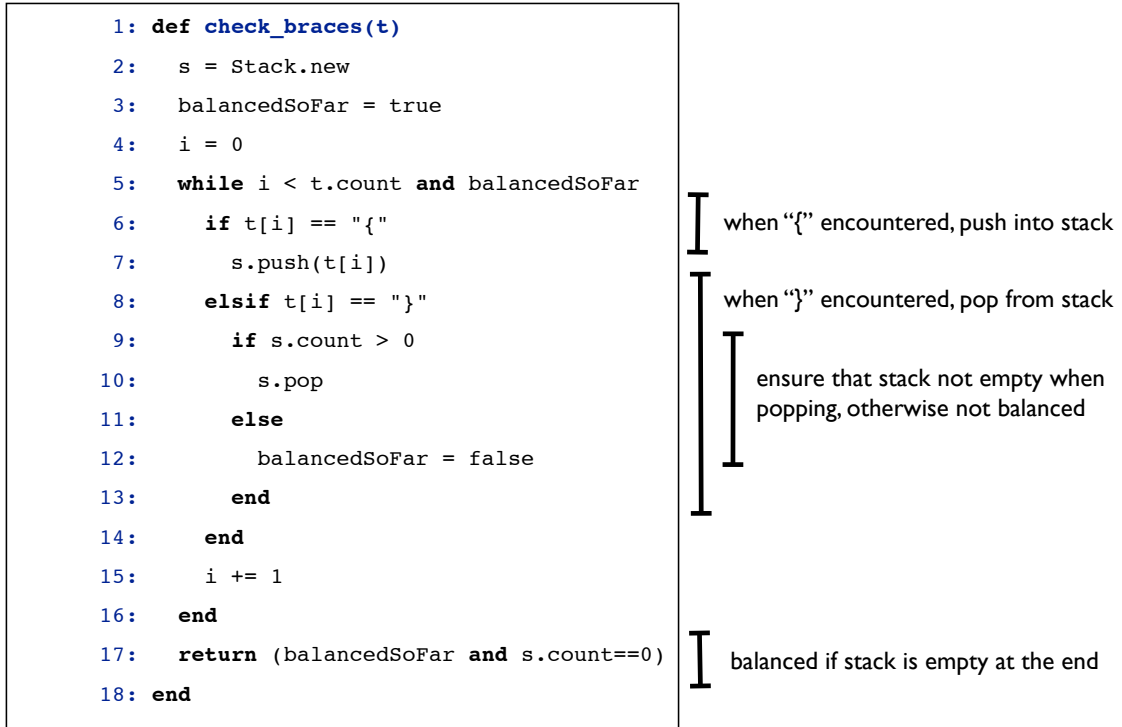 1: def check_braces(t)
2: s = Stack.new
3: balancedSoFar = true
4: i = 0
5: while i < t.count and balancedSoFar
6: if t[i] == "{"
7: s.push(t[i])
8: elsif t[i] == "}"
9: if s.count > 0
10: s.pop
11: else
12: balancedSoFar = false
13: end
14: end
15: i += 1
16: end
17: return (balancedSoFar and s.count==0)
18: end
when “{” encountered, push into stack
when “}” encountered, pop from stack
ensure that stack not empty when
popping, otherwise not balanced
balanced if stack is empty at the end